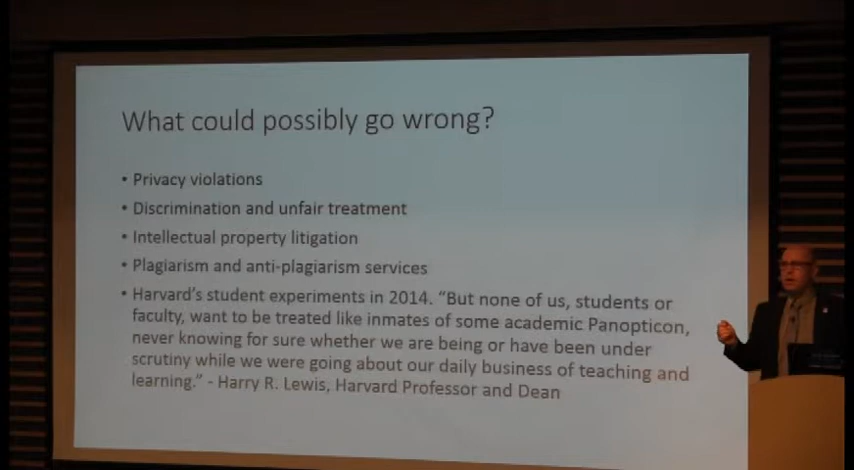 What could possibly go wrong?
• Privacy violations
• Discrimination and unfair treatment
• Intellectual property litigation
• Plagiarism and anti-plagiarism services
• Harvard's student experiments in 2014. "But none of us, students or
faculty, want to be treated like inmates of some academic Panopticon,
never knowing for sure whether we are being or have been under
scrutiny while we were going about our daily business of teaching and
learning." - Harry R. Lewis, Harvard Professor and Dean